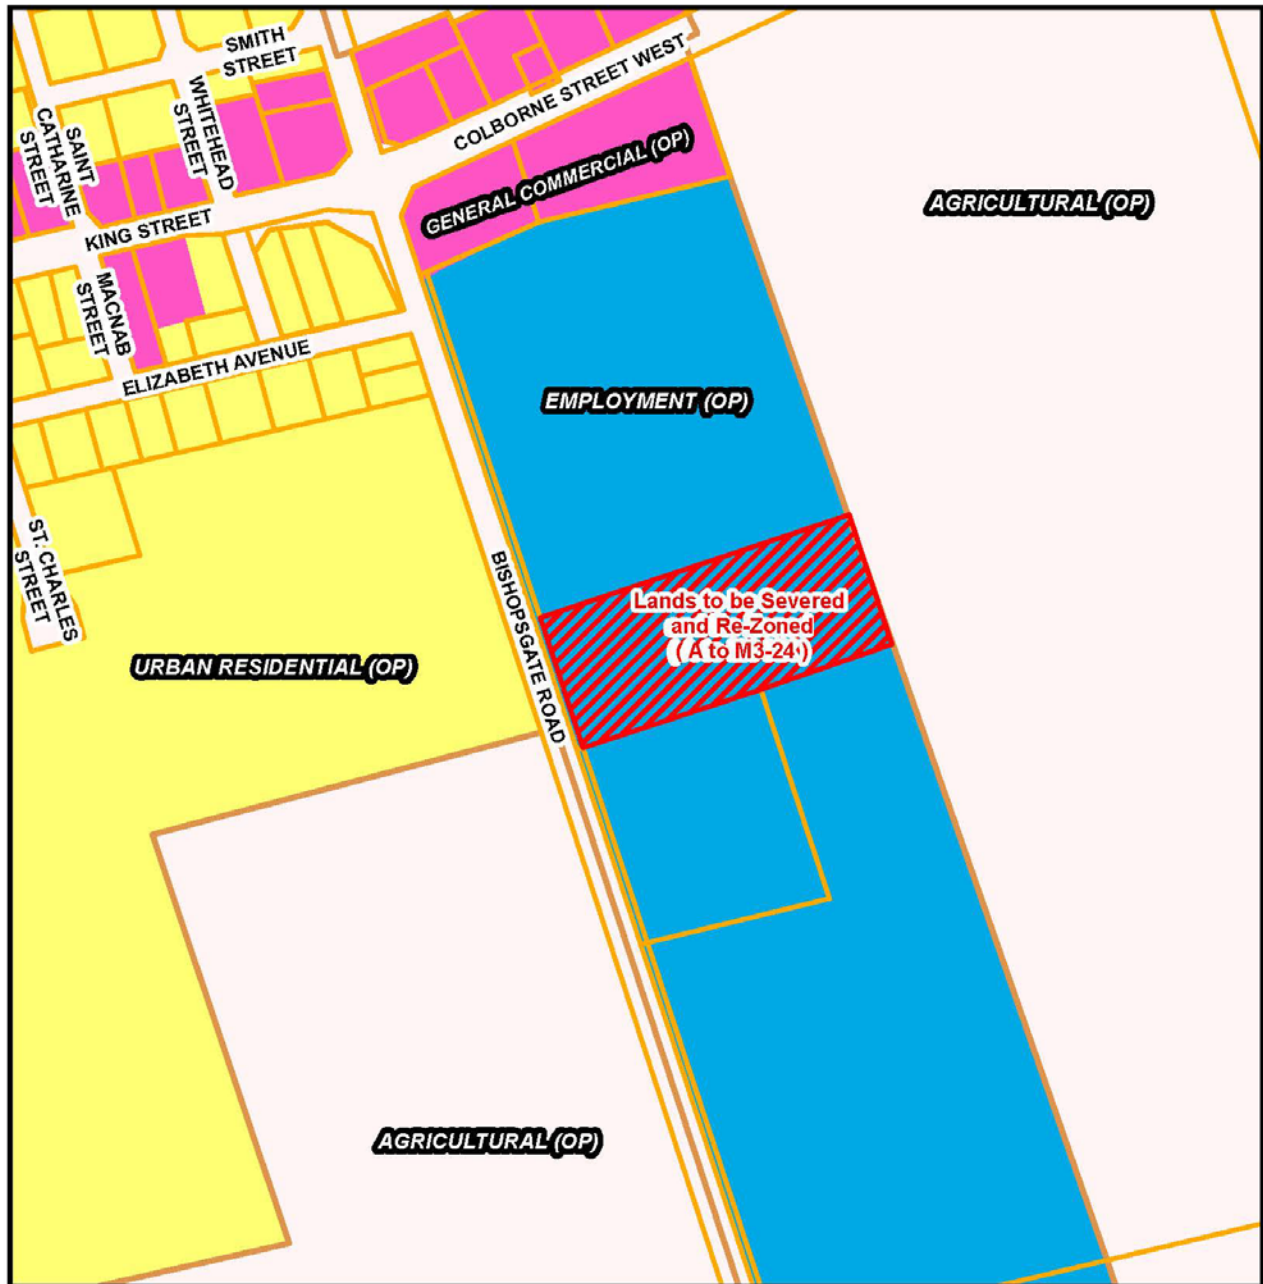 SMITH
STREET
WHITEHEAD
STREET
SAINT
CATHARINE
STREET
COLBORNE STREET WEST
GENERAL COMMERCIAL (OP)
AGRICULTURAL (OP)
KING STREET
MACNAB
STREET
ELIZABETH AVENUE
EMPLOYMENT (OP)
ST. CHARLES
STREET
BISHOPSGATE ROAD
Lands to be Severed
and Re-Zoned
( A to M3-24 )
URBAN RESIDENTIAL (OP)
AGRICULTURAL (OP)